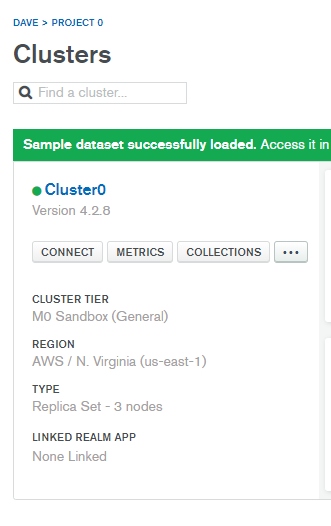 DAVE > PROJECT 0
Clusters
Find a cluster...
Sample dataset successfully loaded. Access it in
Cluster0
Version 4.2.8
CONNECT METRICS COLLECTIONS ...
CLUSTER TIER
M0 Sandbox (General)
REGION
AWS / N. Virginia (us-east-1)
TYPE
Replica Set - 3 nodes
LINKED REALM APP
None Linked